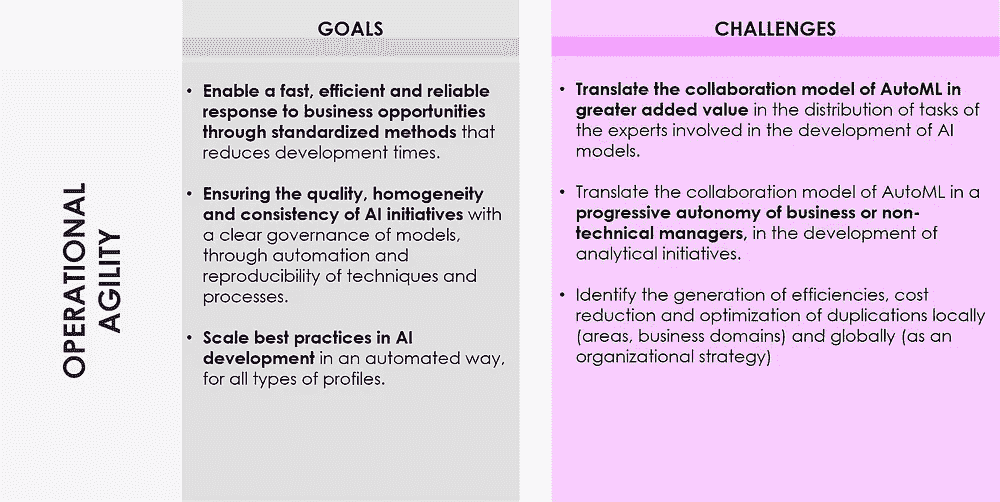 OPERATIONAL
AGILITY
GOALS
• Enable a fast, efficient and reliable
response to business opportunities
through standardized methods that
reduces development times.
• Ensuring the quality, homogeneity
and consistency of AI initiatives with
a clear governance of models,
through automation and
reproducibility of techniques and
processes.
• Scale best practices in AI
development in an automated way,
for all types of profiles.
CHALLENGES
• Translate the collaboration model of AutoML in
greater added value in the distribution of tasks of
the experts involved in the development of AI
models.
• Translate the collaboration model of AutoML in a
progressive autonomy of business or non-
technical managers, in the development of
analytical initiatives.
• Identify the generation of efficiencies, cost
reduction and optimization of duplications locally
(areas, business domains) and globally (as an
organizational strategy)